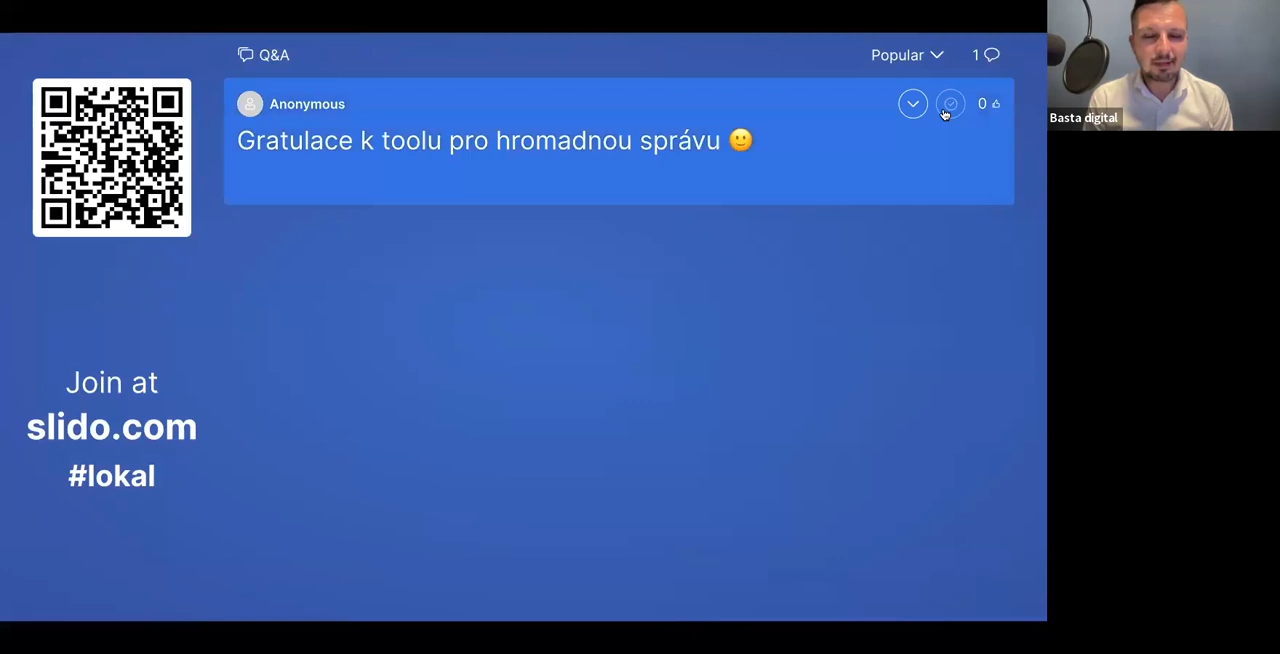 Q&A
Popular
1
Anonymous
0
Gratulace k toolu pro hromadnou správu 🙂
Join at
slido.com
#lokal
Basta digital